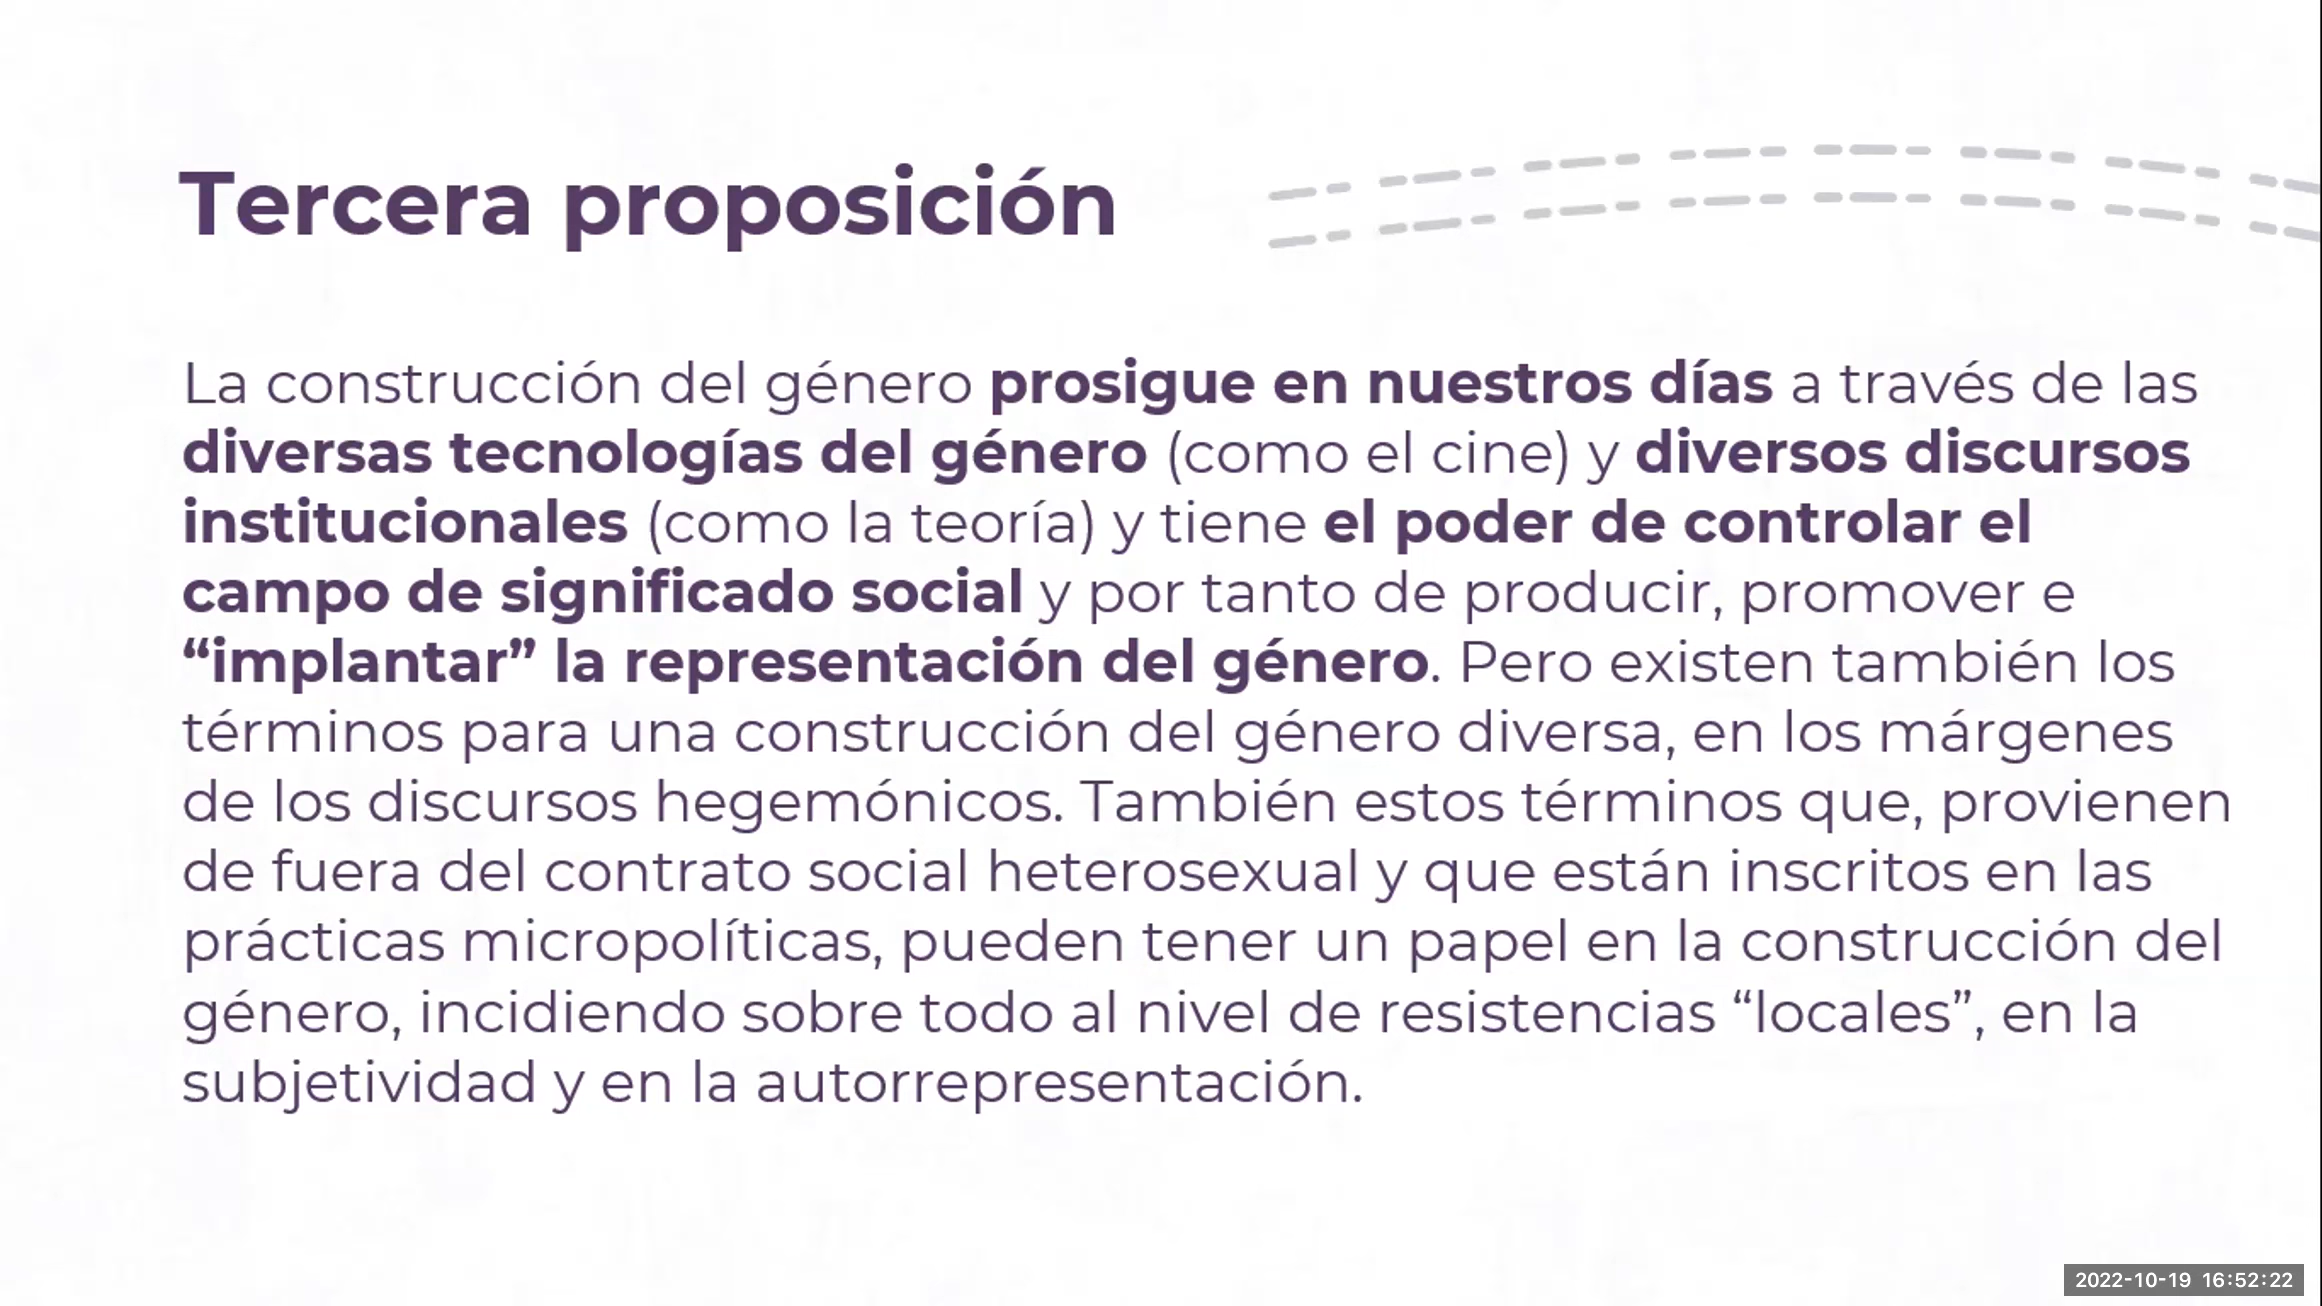 Tercera proposición
La construcción del género prosigue en nuestros días a través de las
diversas tecnologías del género (como el cine) y diversos discursos
institucionales (como la teoría) y tiene el poder de controlar el
campo de significado social y por tanto de producir, promover e
“implantar” la representación del género. Pero existen también los
términos para una construcción del género diversa, en los márgenes
de los discursos hegemónicos. También estos términos que, provienen
de fuera del contrato social heterosexual y que están inscritos en las
prácticas micropolíticas, pueden tener un papel en la construcción del
género, incidiendo sobre todo al nivel de resistencias “locales”, en la
subjetividad y en la autorrepresentación.
2022-10-19 16:52:22